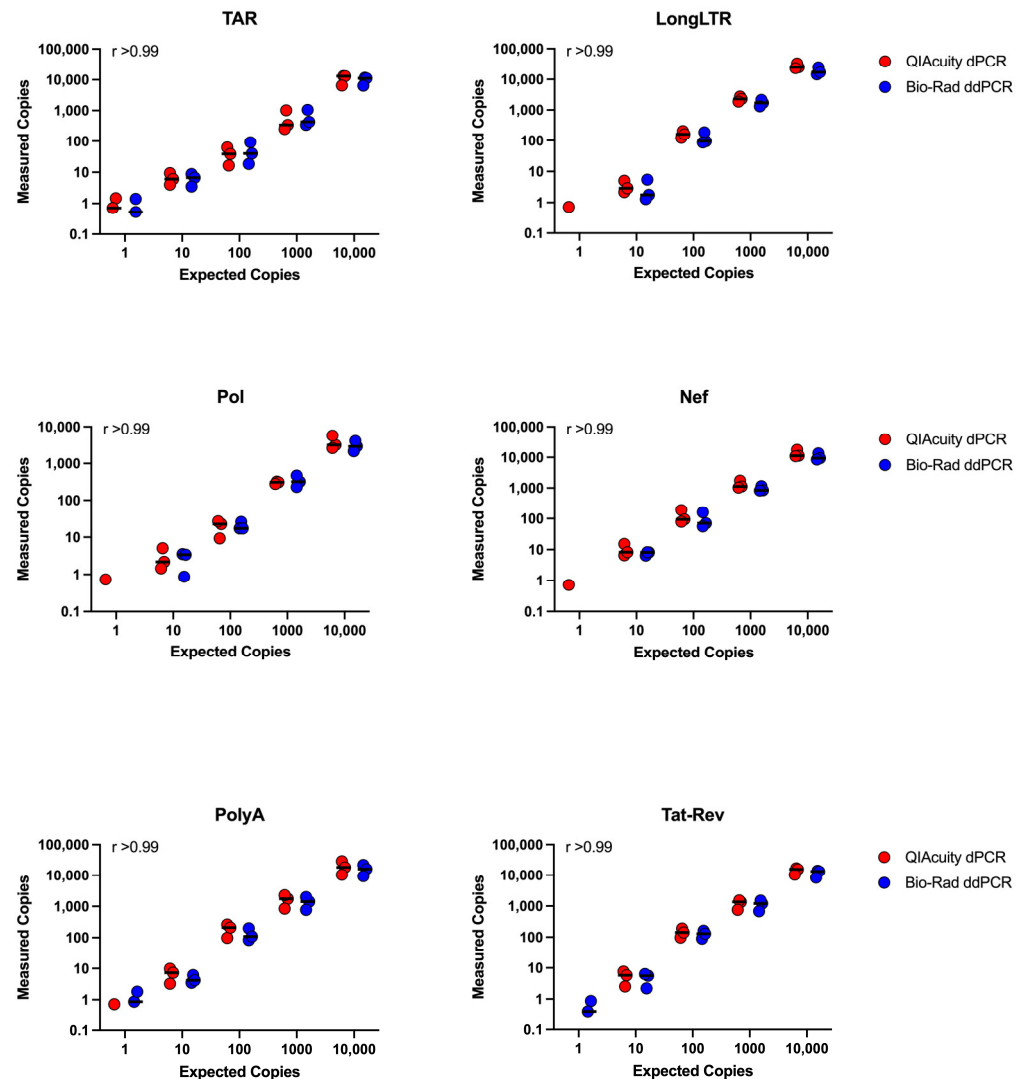 TAR
r >0.99
100,000
10,000
1,000
100
10
1
0.1
Measured Copies
1 10 100 1000 10,000
Expected Copies
LongLTR
r >0.99
100,000
10,000
1,000
100
10
1
0.1
Measured Copies
1 10 100 1000 10,000
Expected Copies
QIAcuity dPCR
Bio-Rad ddPCR
Pol
r >0.99
10,000
1,000
100
10
1
0.1
Measured Copies
1 10 100 1000 10,000
Expected Copies
Nef
r >0.99
100,000
10,000
1,000
100
10
1
0.1
Measured Copies
1 10 100 1000 10,000
Expected Copies
QIAcuity dPCR
Bio-Rad ddPCR
PolyA
r >0.99
100,000
10,000
1,000
100
10
1
0.1
Measured Copies
1 10 100 1000 10,000
Expected Copies
Tat-Rev
r >0.99
100,000
10,000
1,000
100
10
1
0.1
Measured Copies
1 10 100 1000 10,000
Expected Copies
QIAcuity dPCR
Bio-Rad ddPCR